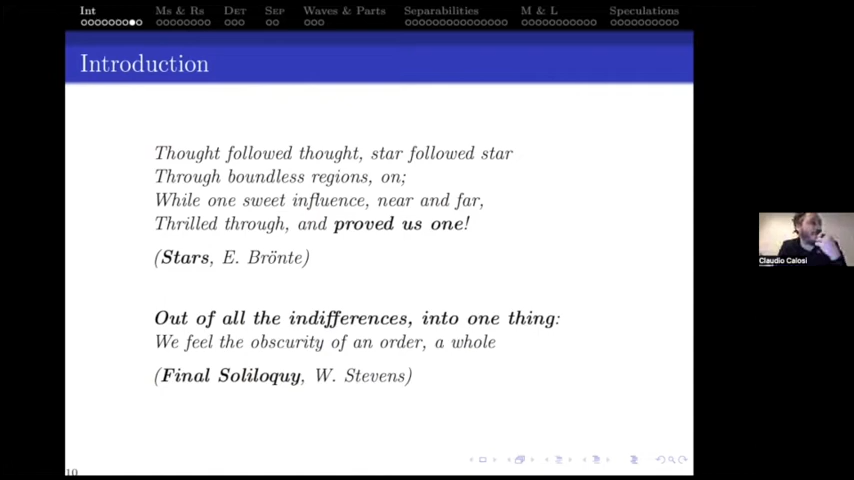 Int Ms & Rs Det Sep Waves & Parts Separabilities M & L Speculations
Introduction
Thought followed thought, star followed star
Through boundless regions, on;
While one sweet influence, near and far,
Thrilled through, and proved us one!
(Stars, E. Brönte)
Out of all the indifferences, into one thing:
We feel the obscurity of an order, a whole
(Final Soliloquy, W. Stevens)
Claudio Calosi
10